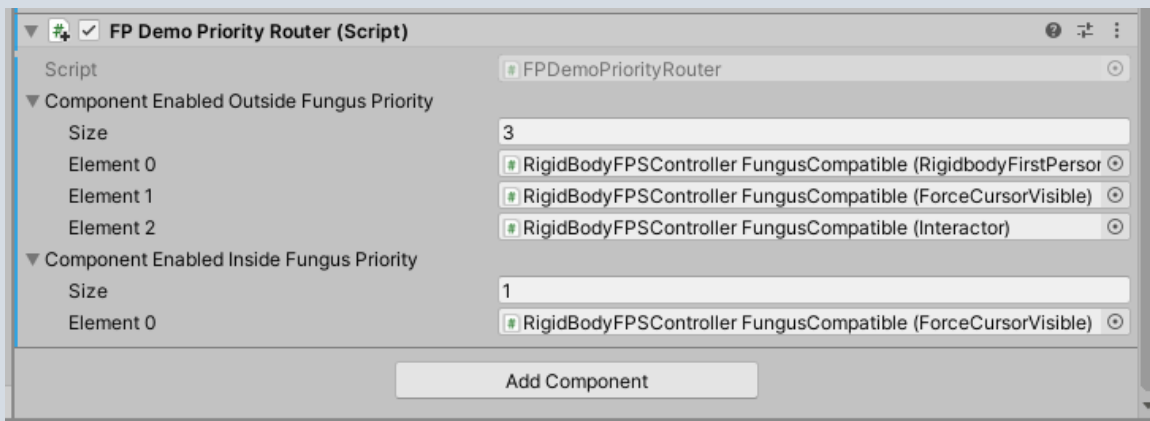 FP Demo Priority Router (Script)
Script FPDemoPriorityRouter
Component Enabled Outside Fungus Priority
Size 3
Element 0 RigidBodyFPSController FungusCompatible (RigidbodyFirstPerson
Element 1 RigidBodyFPSController FungusCompatible (ForceCursorVisible)
Element 2 RigidBodyFPSController FungusCompatible (Interactor)
Component Enabled Inside Fungus Priority
Size 1
Element 0 RigidBodyFPSController FungusCompatible (ForceCursorVisible)
Add Component